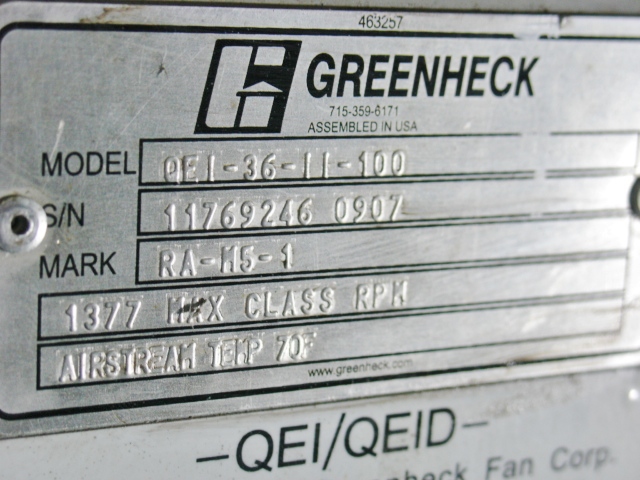 463257
GREENHECK
715-359-6171
ASSEMBLED IN USA
MODEL QEI-36-II-100
S/N 11769246 0907
MARK RA-M5-1
1377 MAX CLASS RPM
AIRSTREAM TEMP 70F
www.greenheck.com
-QEI/QEID-
Fan Corp.